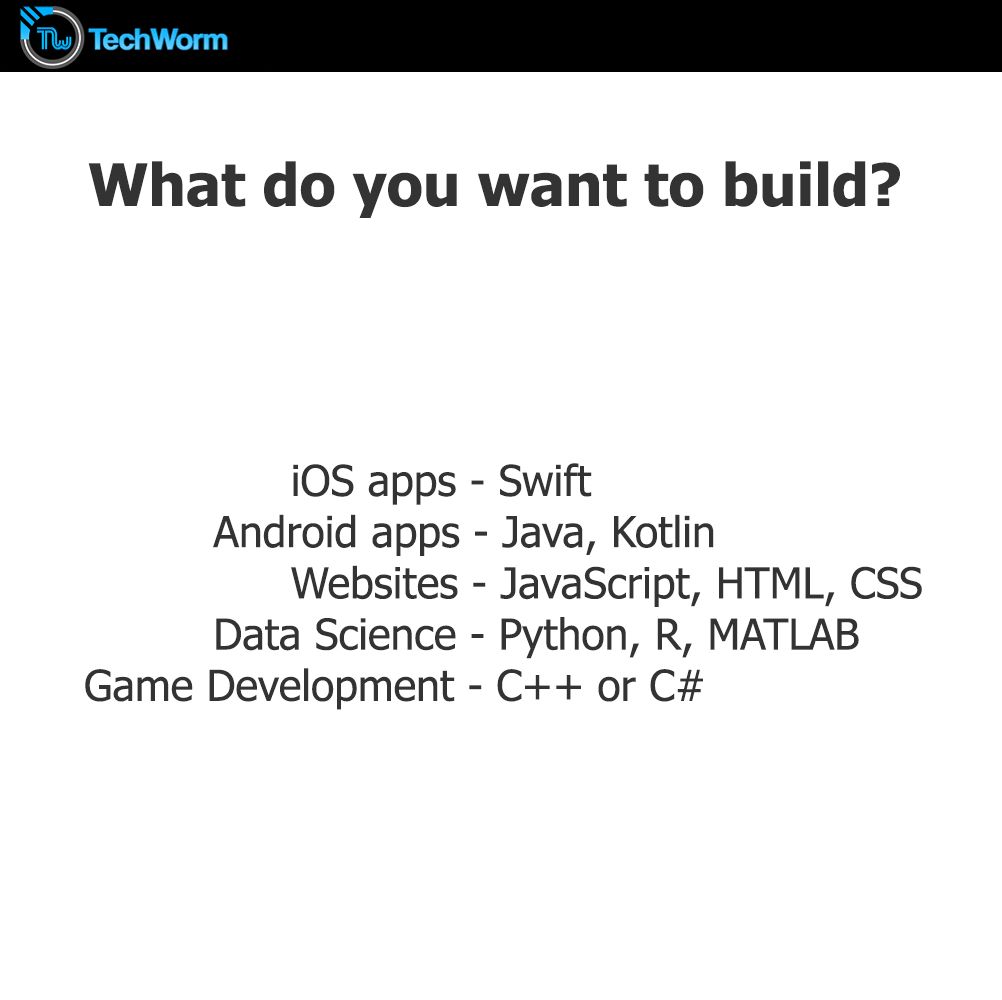 TW TechWorm
What do you want to build?
iOS apps - Swift
Android apps - Java, Kotlin
Websites - JavaScript, HTML, CSS
Data Science - Python, R, MATLAB
Game Development - C++ or C#